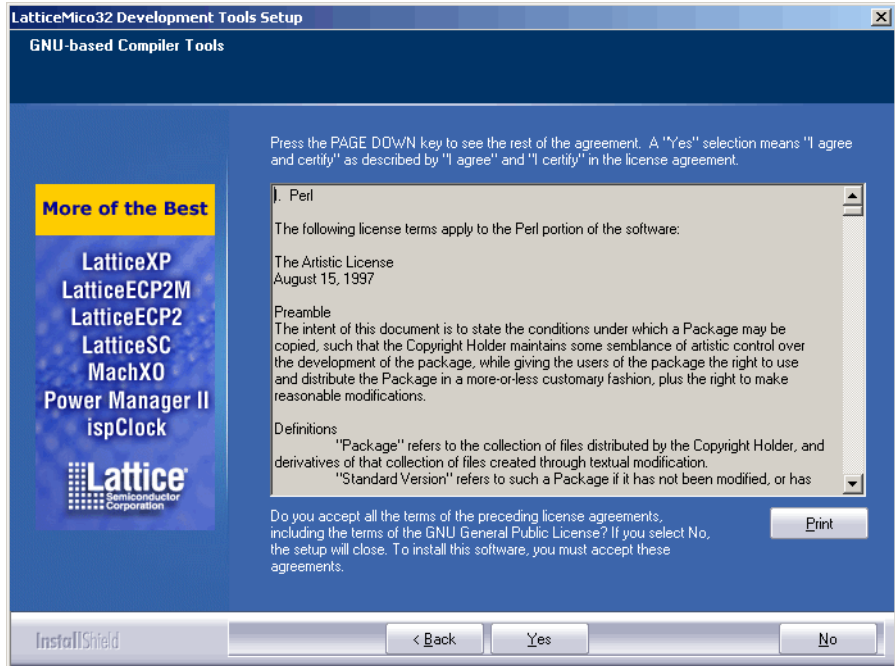 LatticeMico32 Development Tools Setup
GNU-based Compiler Tools
Press the PAGE DOWN key to see the rest of the agreement. A "Yes" selection means "I agree
and certify" as described by "I agree" and "I certify" in the license agreement.
More of the Best
LatticeXP
LatticeECP2M
LatticeECP2
LatticeSC
MachXO
Power Manager II
ispClock
Lattice
Semiconductor
Corporation
I. Perl
The following license terms apply to the Perl portion of the software:
The Artistic License
August 15, 1997
Preamble
The intent of this document is to state the conditions under which a Package may be
copied, such that the Copyright Holder maintains some semblance of artistic control over
the development of the package, while giving the users of the package the right to use
and distribute the Package in a more-or-less customary fashion, plus the right to make
reasonable modifications.
Definitions
"Package" refers to the collection of files distributed by the Copyright Holder, and
derivatives of that collection of files created through textual modification.
"Standard Version" refers to such a Package if it has not been modified, or has
Do you accept all the terms of the preceding license agreements,
including the terms of the GNU General Public License? If you select No,
the setup will close. To install this software, you must accept these
agreements.
Print
InstallShield
< Back
Yes
No